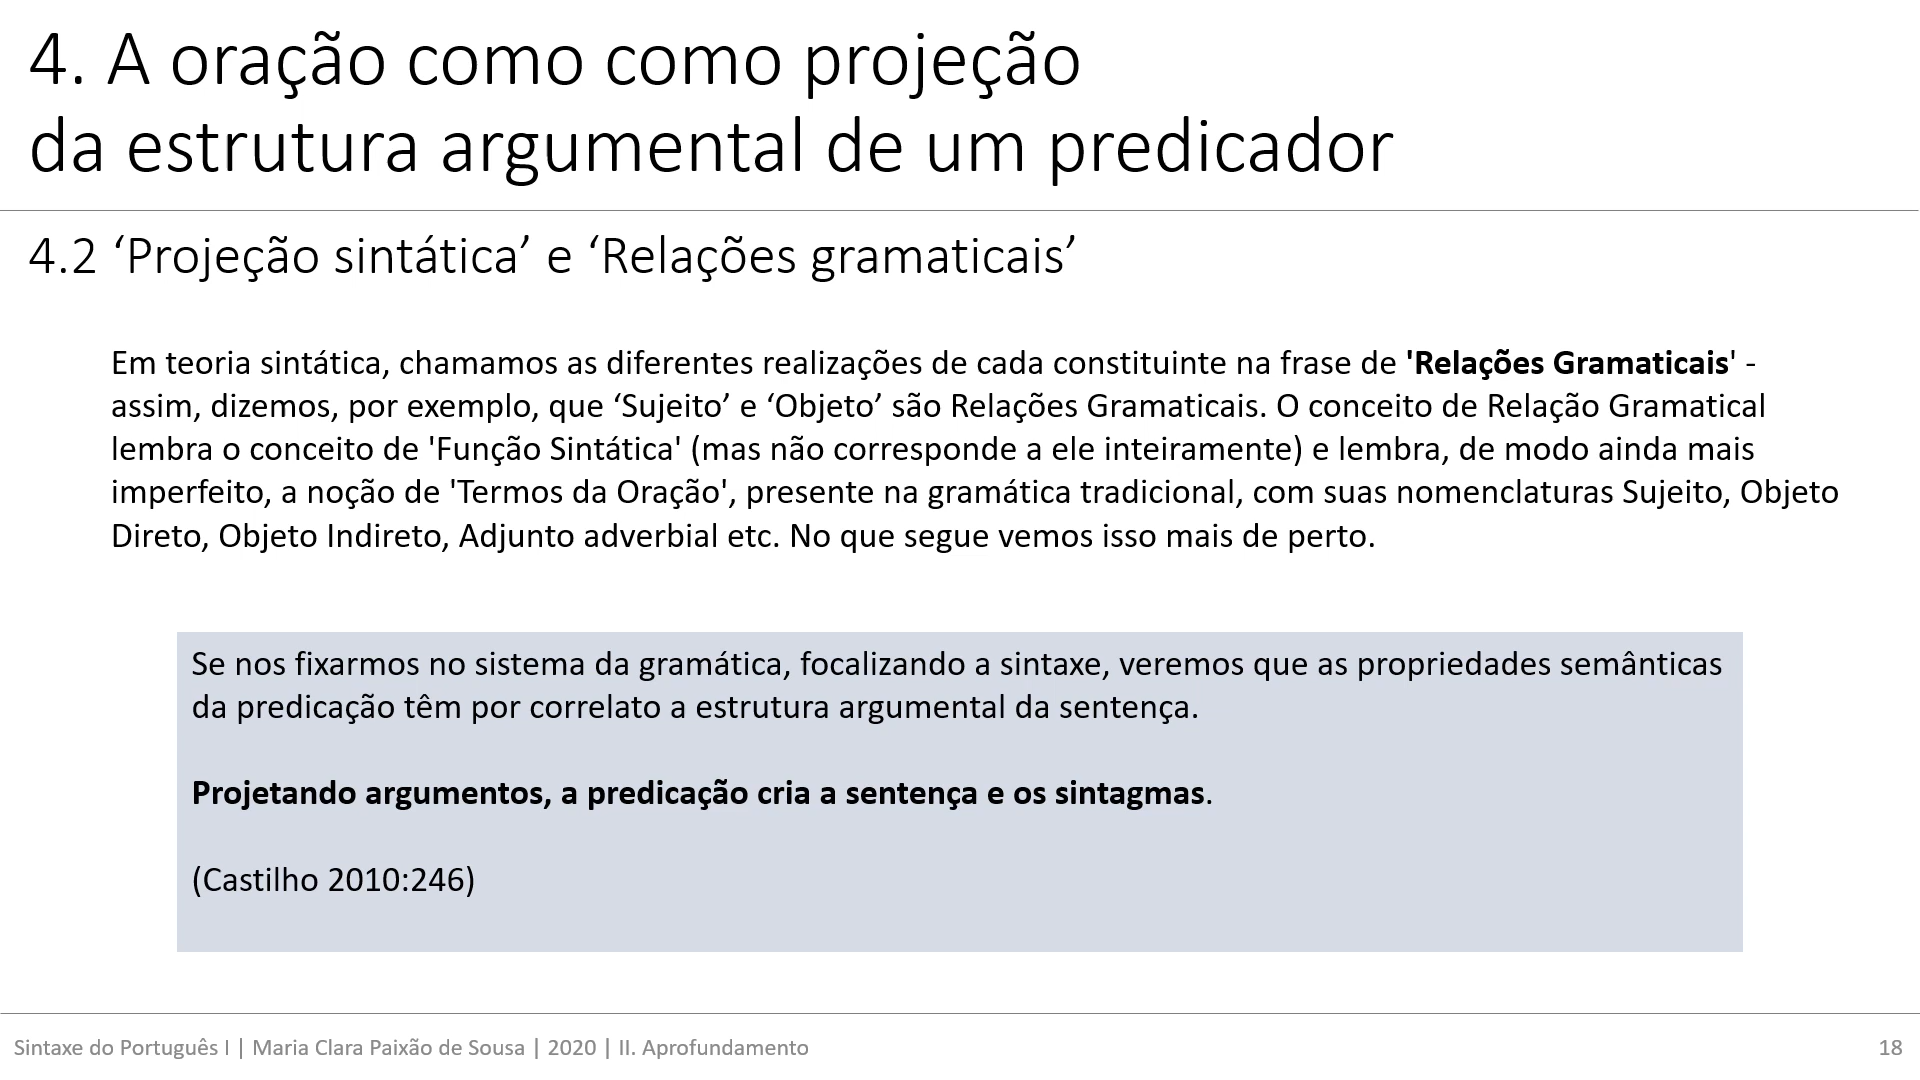 4. A oração como como projeção
da estrutura argumental de um predicador
4.2 ‘Projeção sintática’ e ‘Relações gramaticais’
Em teoria sintática, chamamos as diferentes realizações de cada constituinte na frase de 'Relações Gramaticais' -
assim, dizemos, por exemplo, que ‘Sujeito’ e ‘Objeto’ são Relações Gramaticais. O conceito de Relação Gramatical
lembra o conceito de 'Função Sintática' (mas não corresponde a ele inteiramente) e lembra, de modo ainda mais
imperfeito, a noção de 'Termos da Oração', presente na gramática tradicional, com suas nomenclaturas Sujeito, Objeto
Direto, Objeto Indireto, Adjunto adverbial etc. No que segue vemos isso mais de perto.
Se nos fixarmos no sistema da gramática, focalizando a sintaxe, veremos que as propriedades semânticas
da predicação têm por correlato a estrutura argumental da sentença.
Projetando argumentos, a predicação cria a sentença e os sintagmas.
(Castilho 2010:246)
Sintaxe do Português I | Maria Clara Paixão de Sousa | 2020 | II. Aprofundamento
18